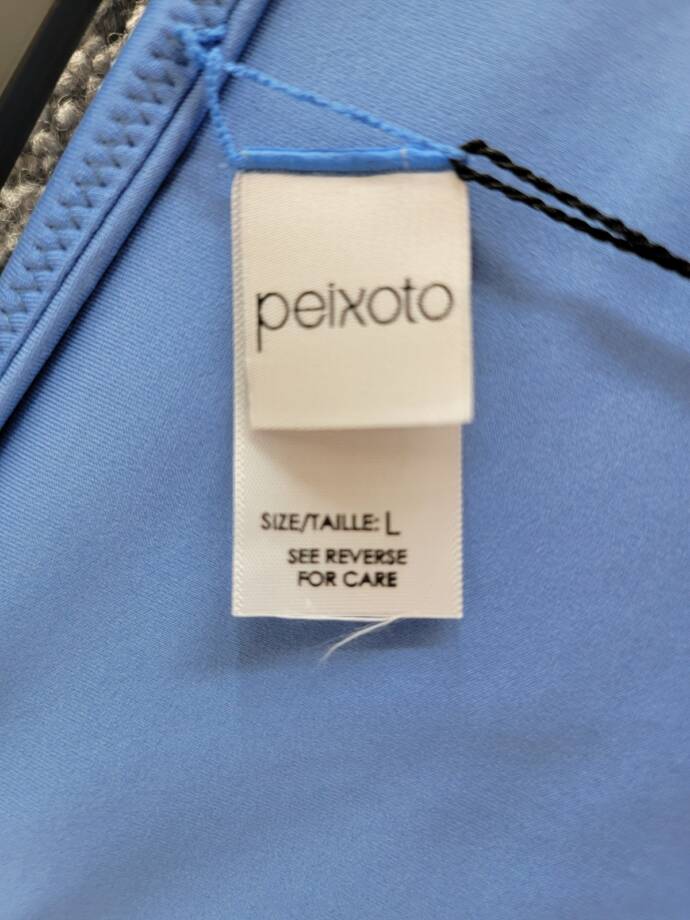 peixoto
SIZE/TAILLE: L
SEE REVERSE
FOR CARE